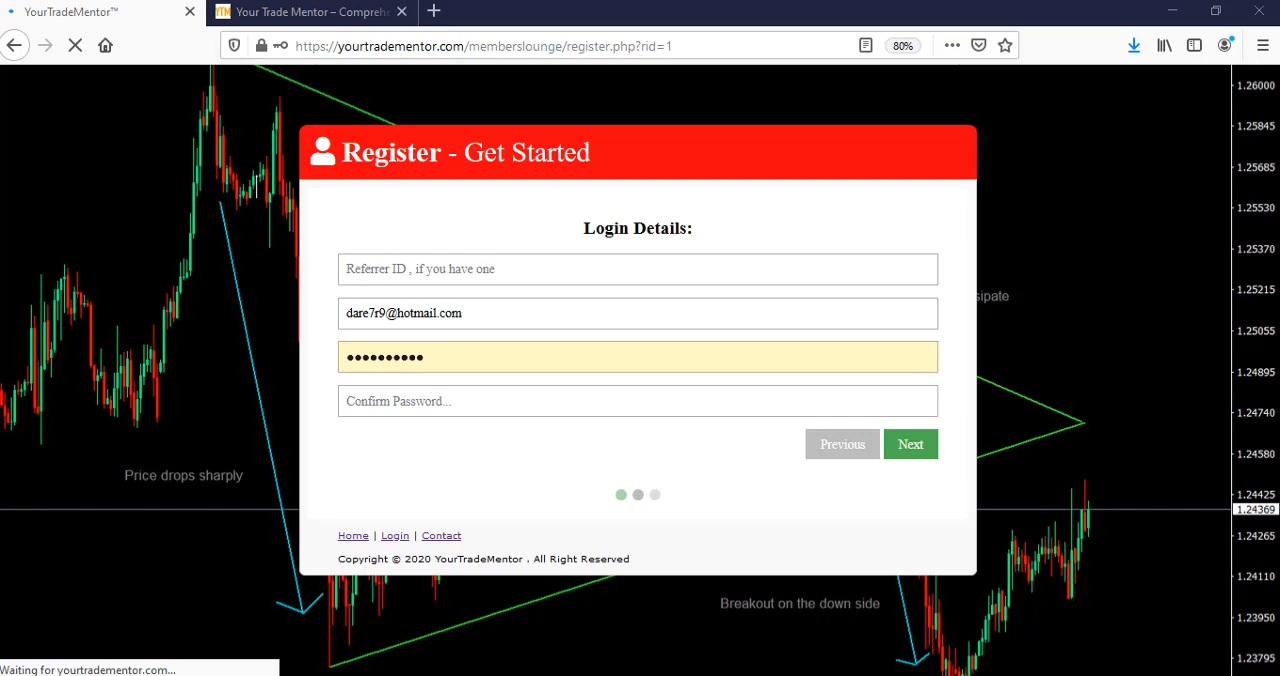 YourTradeMentor™
YTM Your Trade Mentor – Comprehe
https://yourtradementor.com/memberslounge/register.php?rid=1
80%
Register - Get Started
Login Details:
Referrer ID , if you have one
dare7r9@hotmail.com
●●●●●●●●●●
Confirm Password...
Previous Next
Home | Login | Contact
Copyright © 2020 YourTradeMentor . All Right Reserved
Price drops sharply
sipate
Breakout on the down side
1.26000
1.25845
1.25685
1.25530
1.25370
1.25215
1.25055
1.24895
1.24740
1.24580
1.24425
1.24369
1.24265
1.24110
1.23950
1.23795
Waiting for yourtradementor.com...